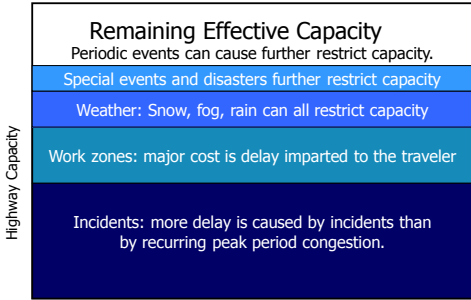 Remaining Effective Capacity
Periodic events can cause further restrict capacity.
Special events and disasters further restrict capacity
Weather: Snow, fog, rain can all restrict capacity
Work zones: major cost is delay imparted to the traveler
Incidents: more delay is caused by incidents than
by recurring peak period congestion.
Highway Capacity